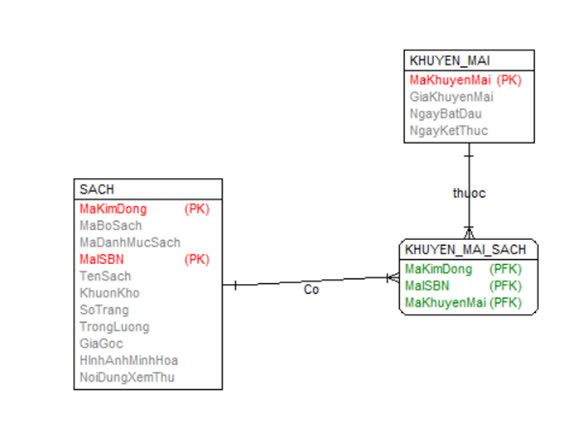 KHUYEN_MAI
MaKhuyenMai (PK)
GiaKhuyenMai
NgayBatDau
NgayKetThuc
thuoc
SACH
MaKimDong (PK)
MaBoSach
MaDanhMucSach
MaISBN (PK)
TenSach
KhuonKho
SoTrang
TrongLuong
GiaGoc
HInhAnhMinhHoa
NoiDungXemThu
Co
KHUYEN_MAI_SACH
MaKimDong (PFK)
MaISBN (PFK)
MaKhuyenMai (PFK)